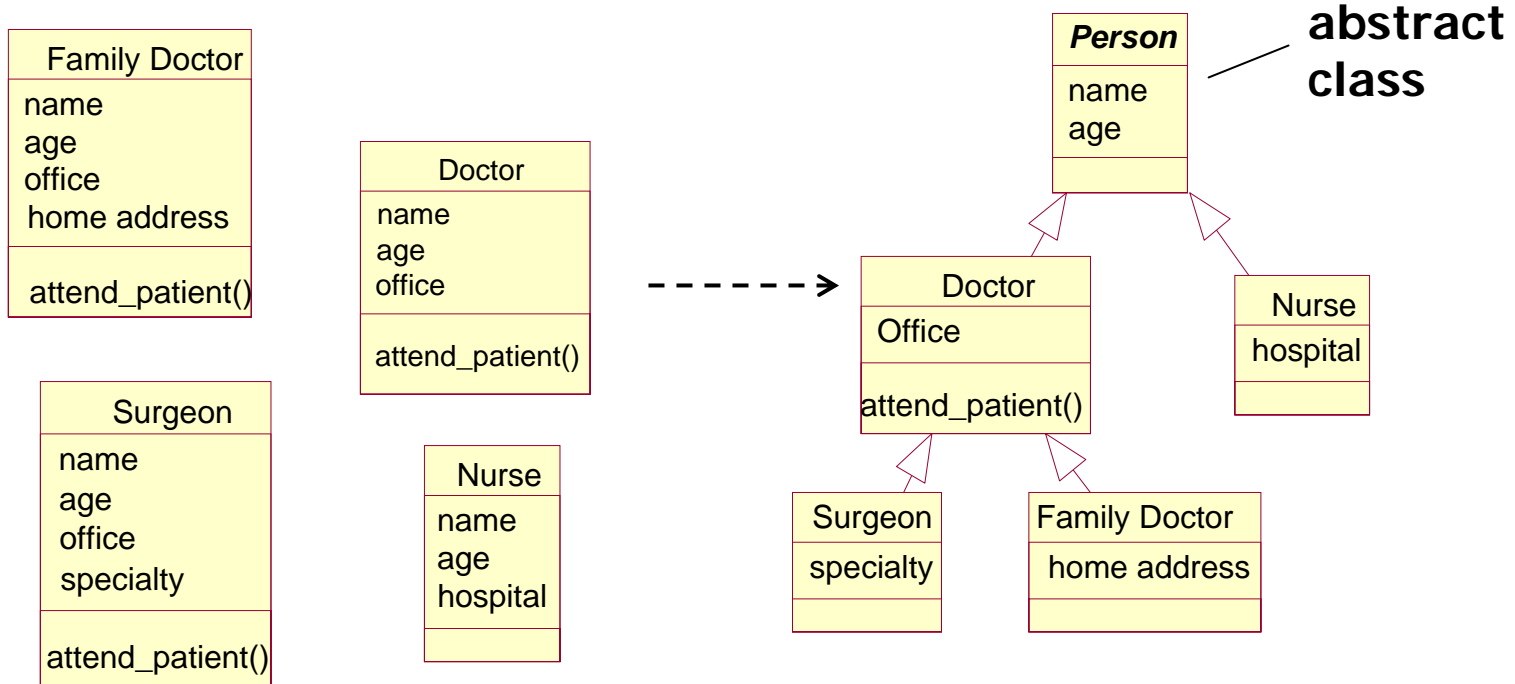 Family Doctor
name
age
office
home address
attend_patient()
Surgeon
name
age
office
specialty
attend_patient()
Doctor
name
age
office
attend_patient()
Nurse
name
age
hospital
Person
name
age
abstract
class
Doctor
Office
attend_patient()
Nurse
hospital
Surgeon
specialty
Family Doctor
home address